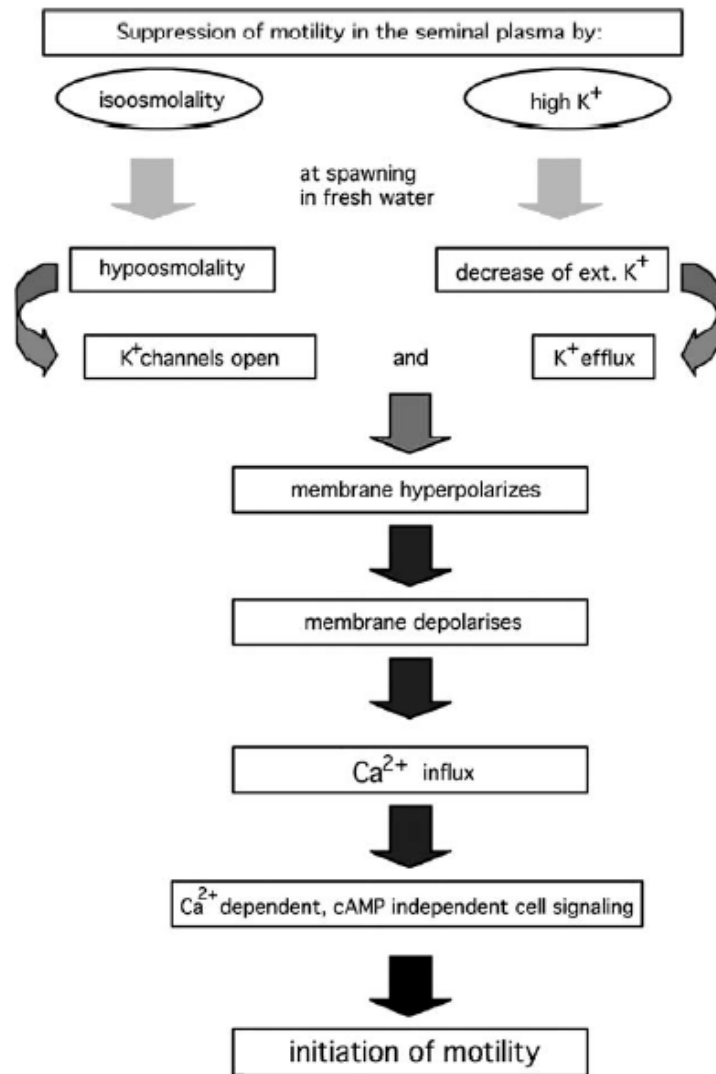 Suppression of motility in the seminal plasma by:
isoosmolality
high K⁺
at spawning
in fresh water
hypoosmolality
decrease of ext. K⁺
K⁺channels open
and
K⁺efflux
membrane hyperpolarizes
membrane depolarises
Ca²⁺ influx
Ca²⁺ dependent, cAMP independent cell signaling
initiation of motility